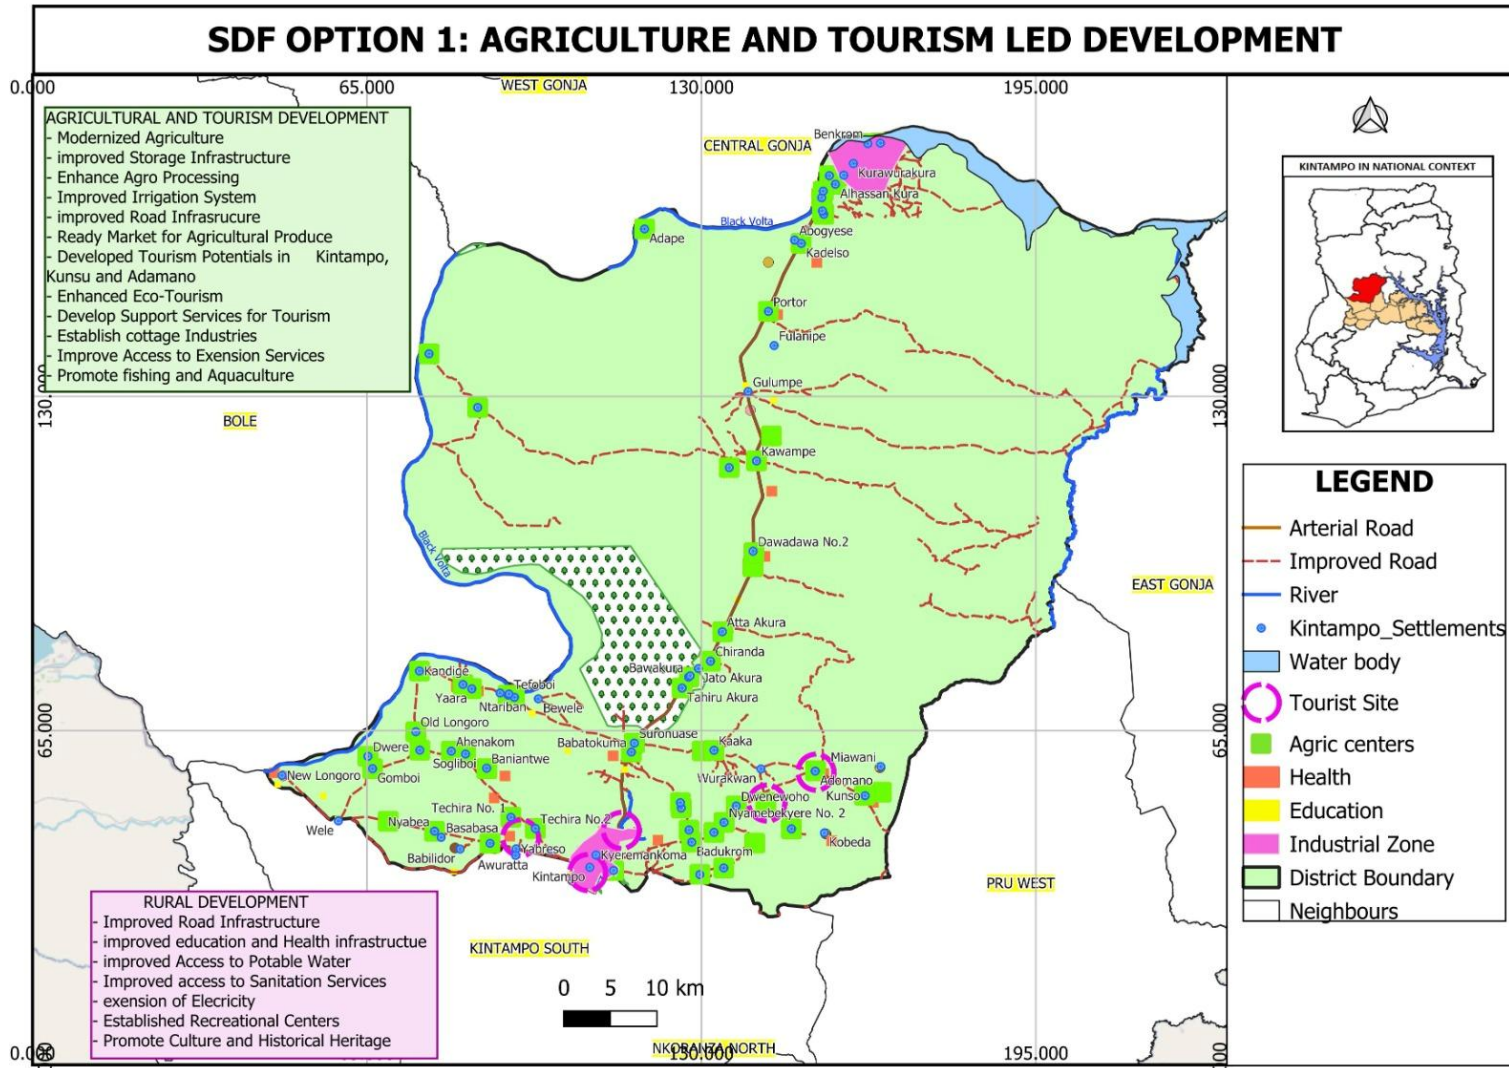 SDF OPTION 1: AGRICULTURE AND TOURISM LED DEVELOPMENT
0.000
65.000
130.000
195.000
WEST GONJA
AGRICULTURAL AND TOURISM DEVELOPMENT
- Modernized Agriculture
- improved Storage Infrastructure
- Enhance Agro Processing
- Improved Irrigation System
- improved Road Infrasrucure
- Ready Market for Agricultural Produce
- Developed Tourism Potentials in Kintampo,
Kunsu and Adamano
- Enhanced Eco-Tourism
- Develop Support Services for Tourism
- Establish cottage Industries
- Improve Access to Exension Services
- Promote fishing and Aquaculture
CENTRAL GONJA
Benkrom
Kurawurakura
Alhassan Kura
Black Volta
Adape
Abogyese
Kadelso
Portor
Fulanipe
Gulumpe
130.000
130.000
BOLE
Kawampe
Dawadawa No.2
Black Volta
EAST GONJA
Atta Akura
Chiranda
Bawakura
Jato Akura
Tahiru Akura
Kandige
Yaara
Tefoboi
Ntariban
Bewele
Old Longoro
65.000
65.000
Suronuase
Babatokuma
Kaaka
Dwere
Ahenakom
Sogliboi
Baniantwe
Gomboi
New Longoro
Miawani
Wurakwan
Adomano
Kunso
Dwenewoho
Techira No. 1
Nyamebekyere No. 2
Techira No.2
Wele
Nyabea
Basabasa
Kobeda
Babilidor
Yabreso
Kyeremankoma
Badukrom
Awuratta
Kintampo
PRU WEST
RURAL DEVELOPMENT
- Improved Road Infrastructure
- improved education and Health infrastructue
- improved Access to Potable Water
- Improved access to Sanitation Services
- exension of Elecricity
- Established Recreational Centers
- Promote Culture and Historical Heritage
KINTAMPO SOUTH
0 5 10 km
NKORANZA NORTH
0.000
130.000
195.000
KINTAMPO IN NATIONAL CONTEXT
LEGEND
Arterial Road
Improved Road
River
Kintampo_Settlements
Water body
Tourist Site
Agric centers
Health
Education
Industrial Zone
District Boundary
Neighbours